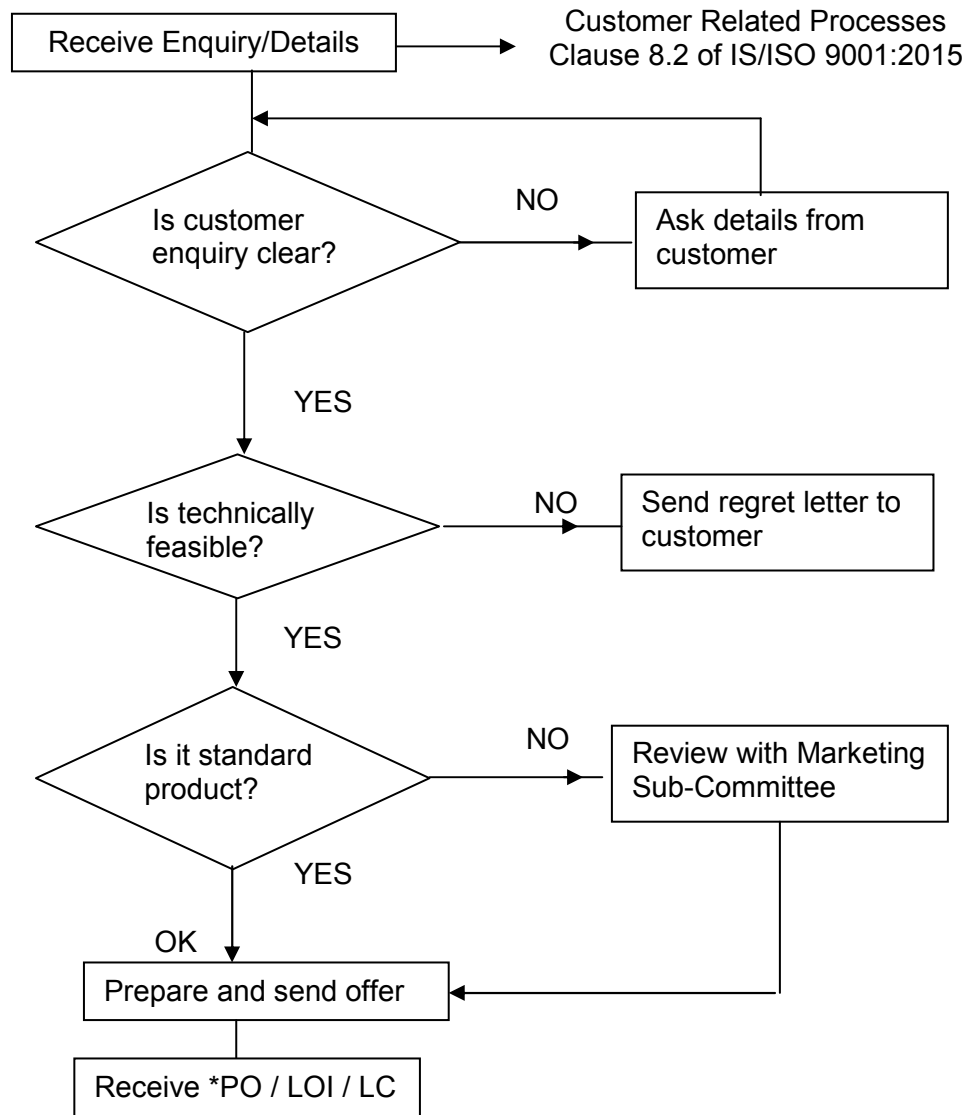 Receive Enquiry/Details
Customer Related Processes
Clause 8.2 of IS/ISO 9001:2015
Is customer
enquiry clear?
NO
Ask details from
customer
YES
Is technically
feasible?
NO
Send regret letter to
customer
YES
Is it standard
product?
NO
Review with Marketing
Sub-Committee
YES
OK
Prepare and send offer
Receive *PO / LOI / LC